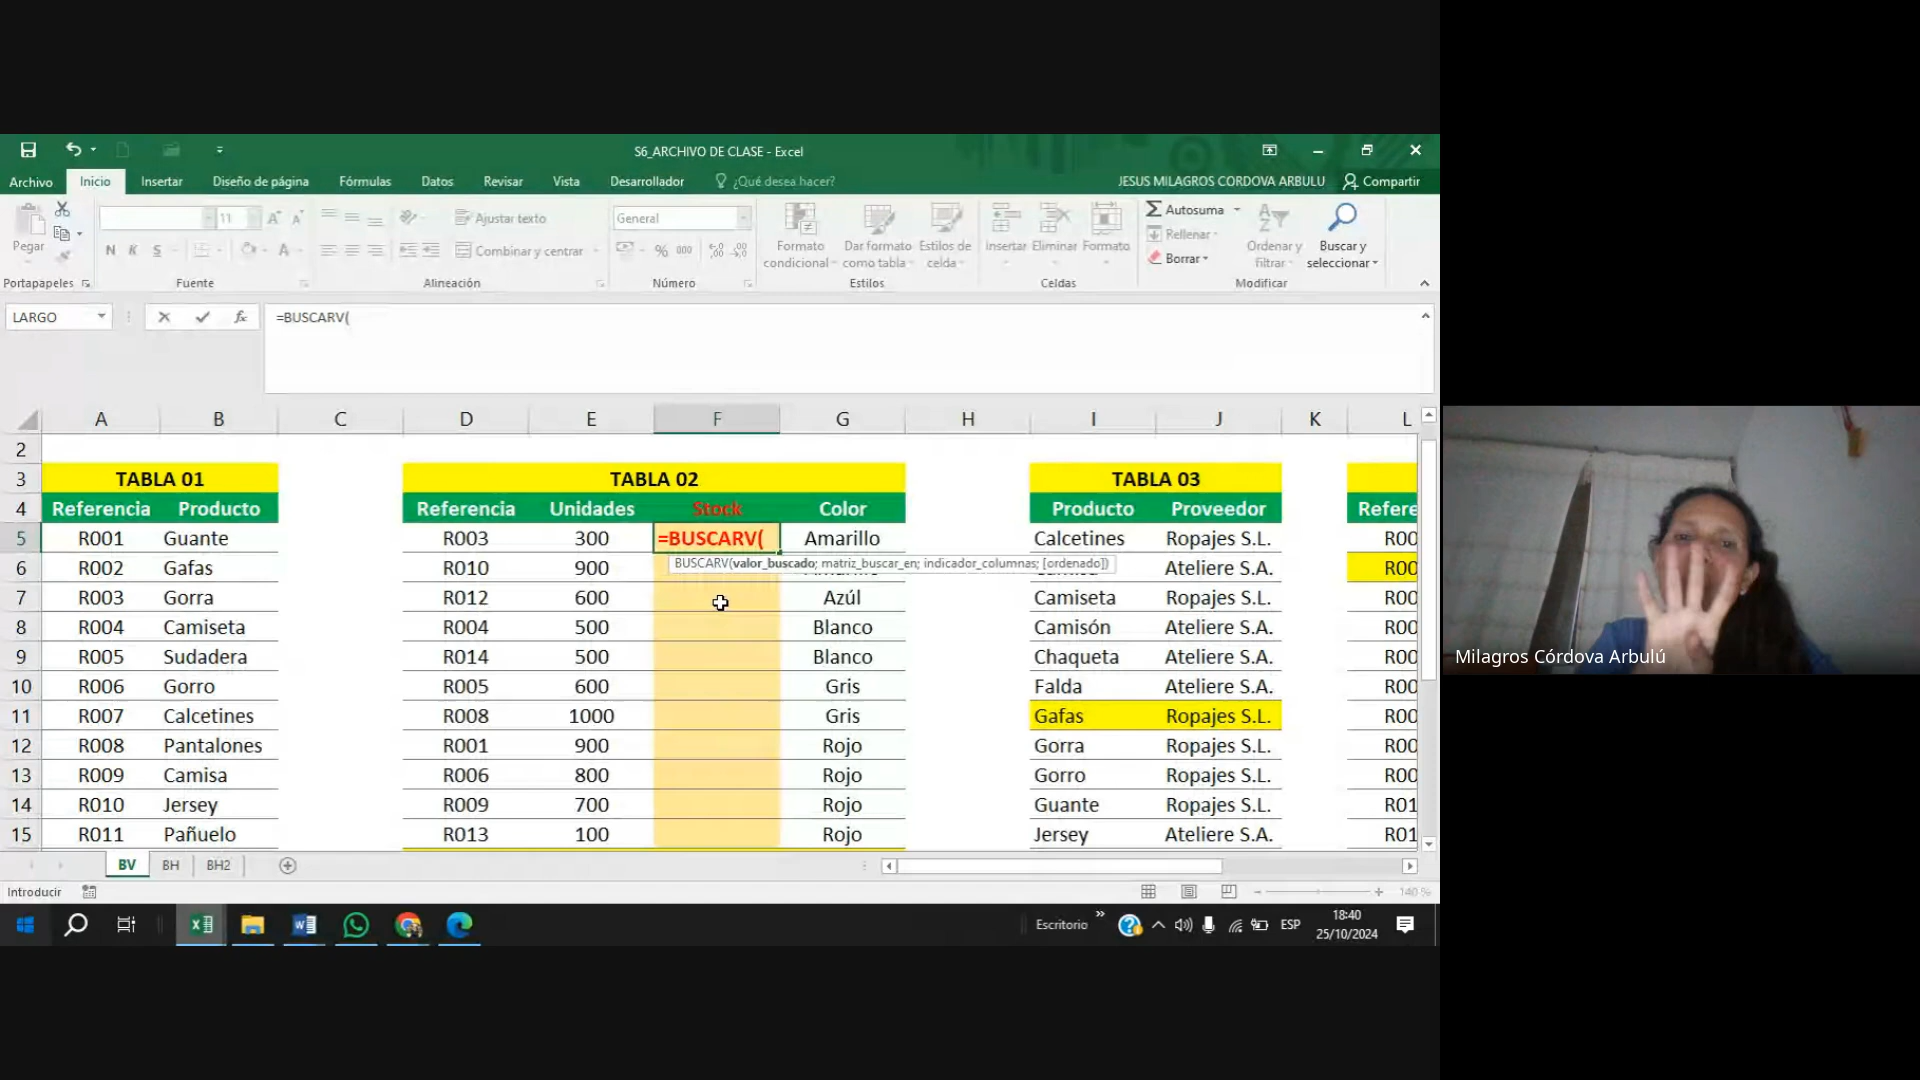 S6_ARCHIVO DE CLASE - Excel
Archivo Inicio Insertar Diseño de página Fórmulas Datos Revisar Vista Desarrollador ¿Qué desea hacer? JESUS MILAGROS CORDOVA ARBULU Compartir
Pegar
Portapapeles
11
N K S
Fuente
Ajustar texto
Combinar y centrar
Alineación
General
% 000
Número
Formato condicional
Dar formato como tabla
Estilos de celda
Estilos
Insertar Eliminar Formato
Celdas
Autosuma
Rellenar
Borrar
Ordenar y filtrar
Buscar y seleccionar
Modificar
LARGO fx =BUSCARV(
A B C D E F G H I J K L
2
3 TABLA 01 TABLA 02 TABLA 03
4 Referencia Producto Referencia Unidades Stock Color Producto Proveedor Refere
5 R001 Guante R003 300 =BUSCARV( Amarillo Calcetines Ropajes S.L. R00
BUSCARV(valor_buscado; matriz_buscar_en; indicador_columnas; [ordenado])
6 R002 Gafas R010 900 Ateliere S.A. R00
7 R003 Gorra R012 600 Azúl Camiseta Ropajes S.L. R00
8 R004 Camiseta R004 500 Blanco Camisón Ateliere S.A. R00
9 R005 Sudadera R014 500 Blanco Chaqueta Ateliere S.A. R00
10 R006 Gorro R005 600 Gris Falda Ateliere S.A. R00
11 R007 Calcetines R008 1000 Gris Gafas Ropajes S.L. R00
12 R008 Pantalones R001 900 Rojo Gorra Ropajes S.L. R00
13 R009 Camisa R006 800 Rojo Gorro Ropajes S.L. R00
14 R010 Jersey R009 700 Rojo Guante Ropajes S.L. R01
15 R011 Pañuelo R013 100 Rojo Jersey Ateliere S.A. R01
BV BH BH2
Introducir 140 %
Escritorio » ESP 18:40
25/10/2024
Milagros Córdova Arbulú